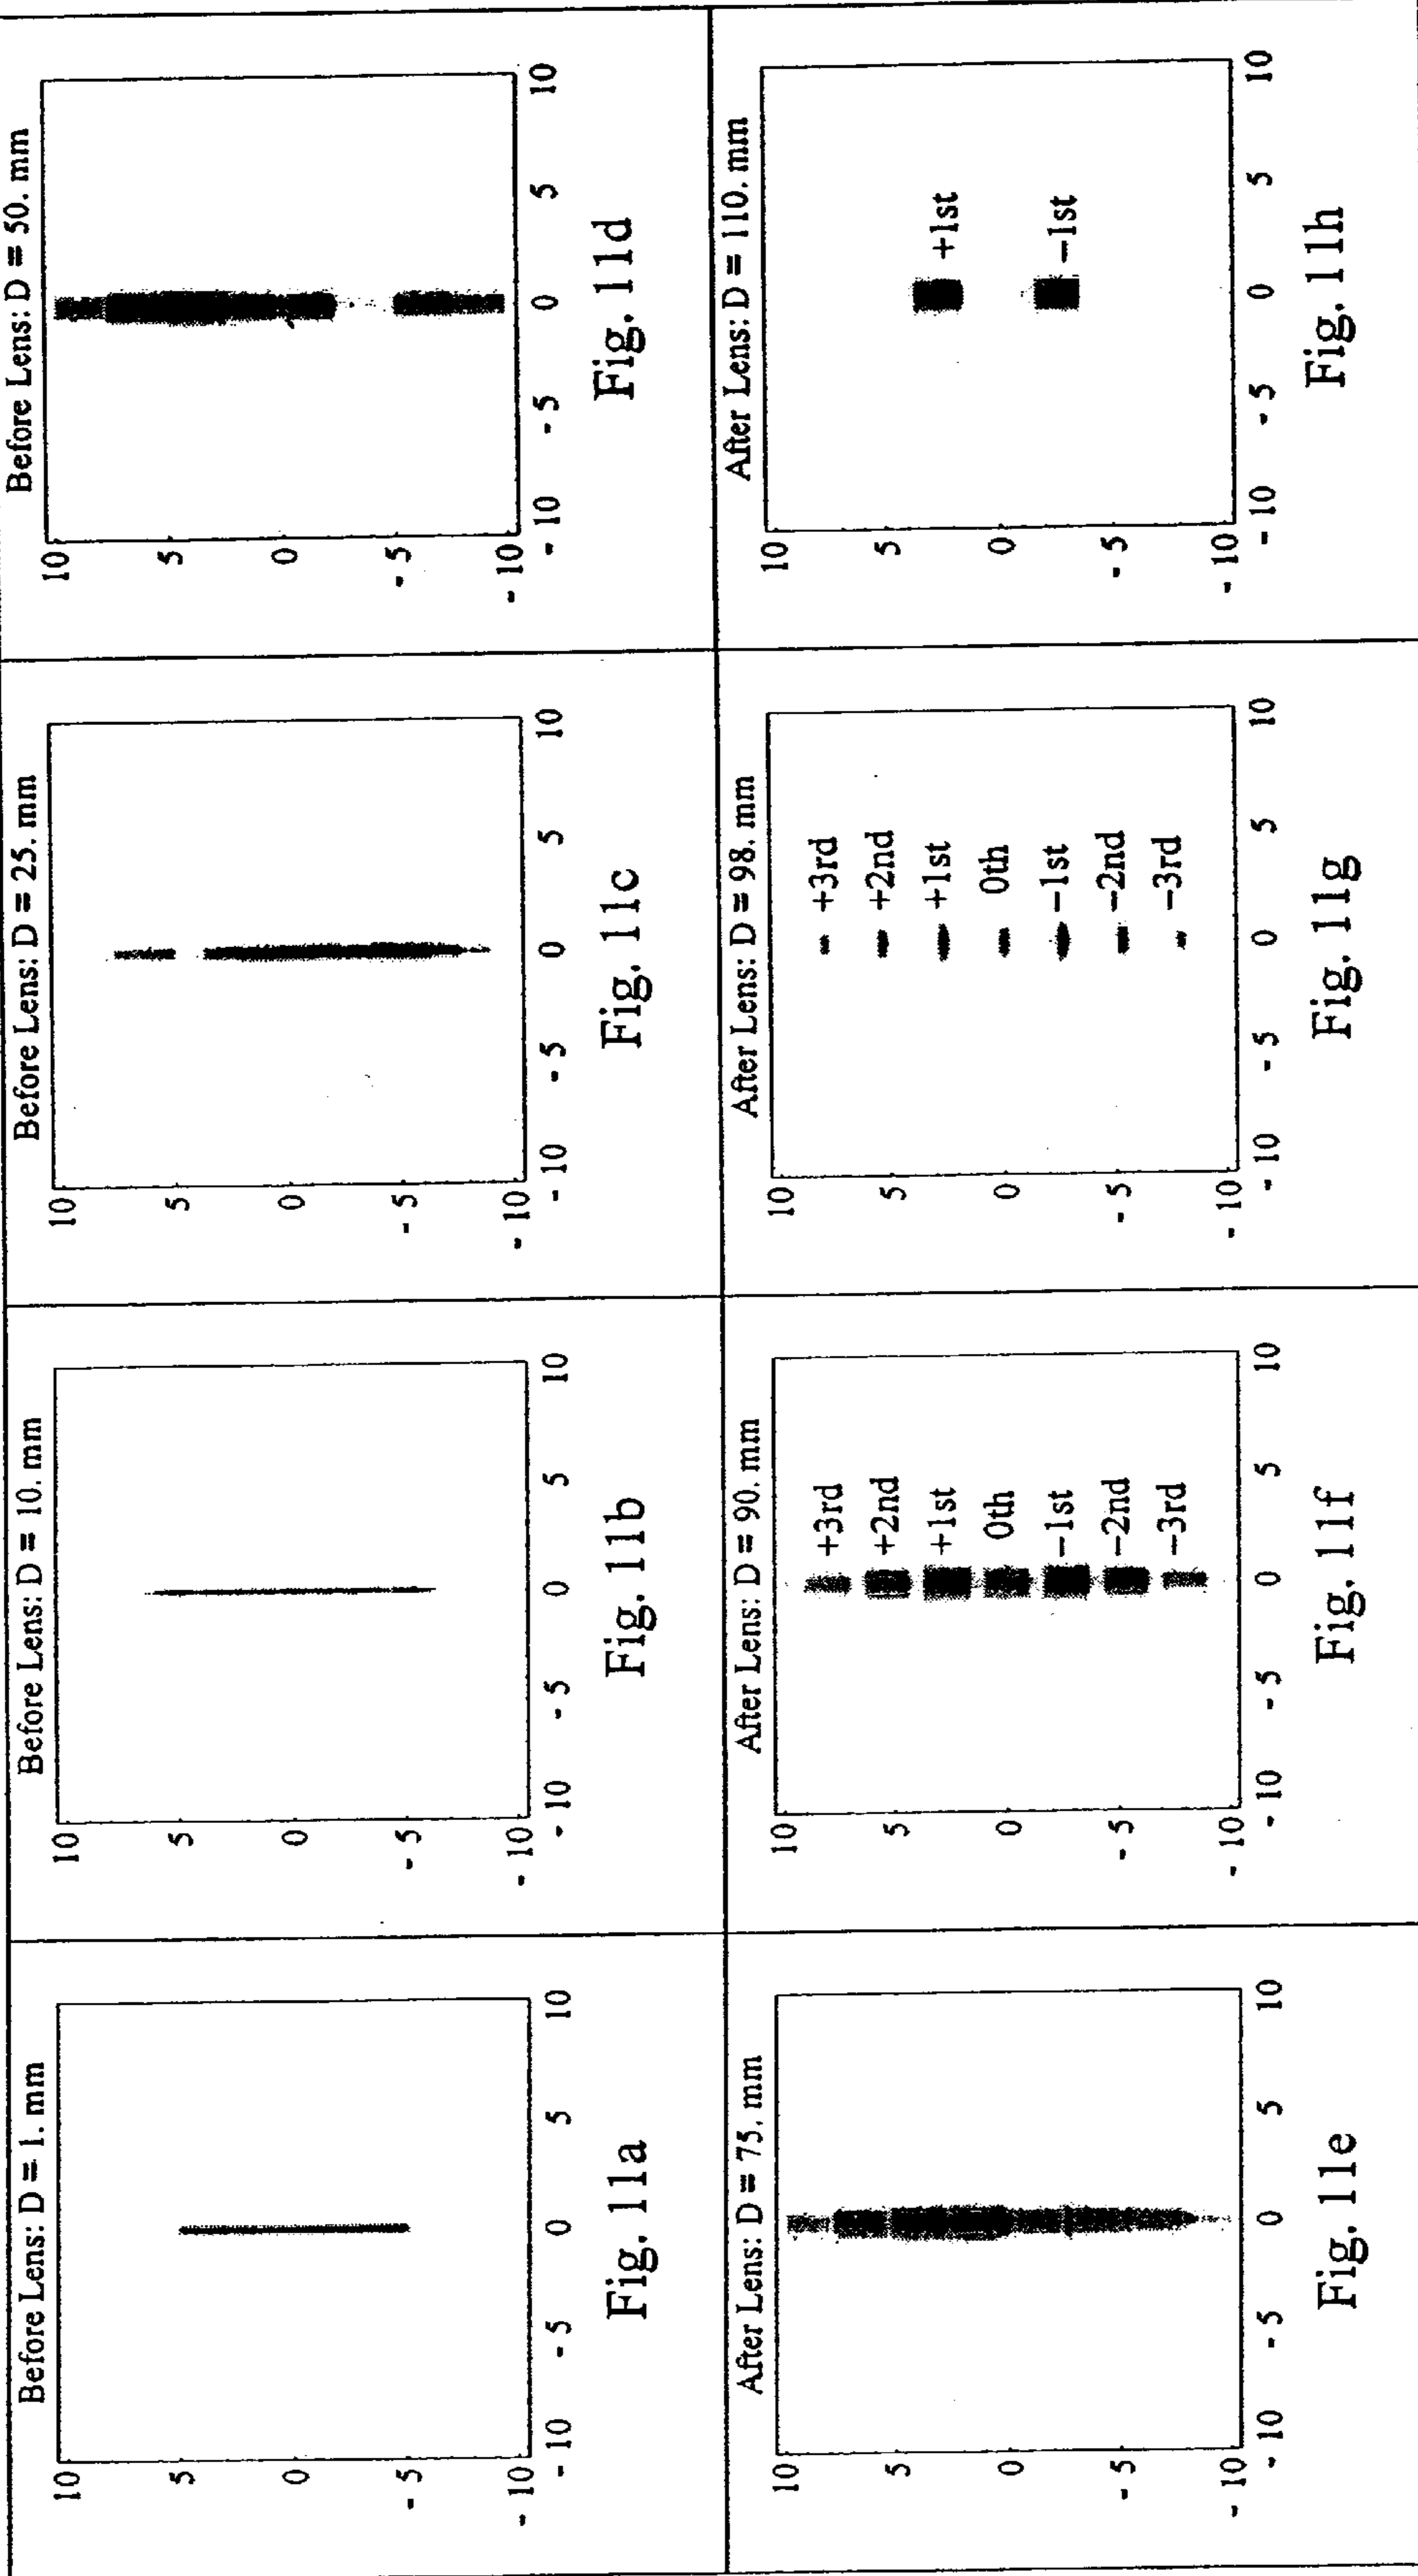 Before Lens: D = 1. mm
10
5
0
- 5
- 10
- 10
- 5
0
5
10
Fig. 11a
Before Lens: D = 10. mm
10
5
0
- 5
- 10
- 10
- 5
0
5
10
Fig. 11b
Before Lens: D = 25. mm
10
5
0
- 5
- 10
- 10
- 5
0
5
10
Fig. 11c
Before Lens: D = 50. mm
10
5
0
- 5
- 10
- 10
- 5
0
5
10
Fig. 11d
After Lens: D = 75. mm
10
5
0
- 5
- 10
- 10
- 5
0
5
10
Fig. 11e
After Lens: D = 90. mm
10
5
0
- 5
- 10
+3rd
+2nd
+1st
0th
−1st
−2nd
−3rd
- 10
- 5
0
5
10
Fig. 11f
After Lens: D = 98. mm
10
5
0
- 5
- 10
+3rd
+2nd
+1st
0th
−1st
−2nd
−3rd
- 10
- 5
0
5
10
Fig. 11g
After Lens: D = 110. mm
10
5
0
- 5
- 10
+1st
−1st
- 10
- 5
0
5
10
Fig. 11h